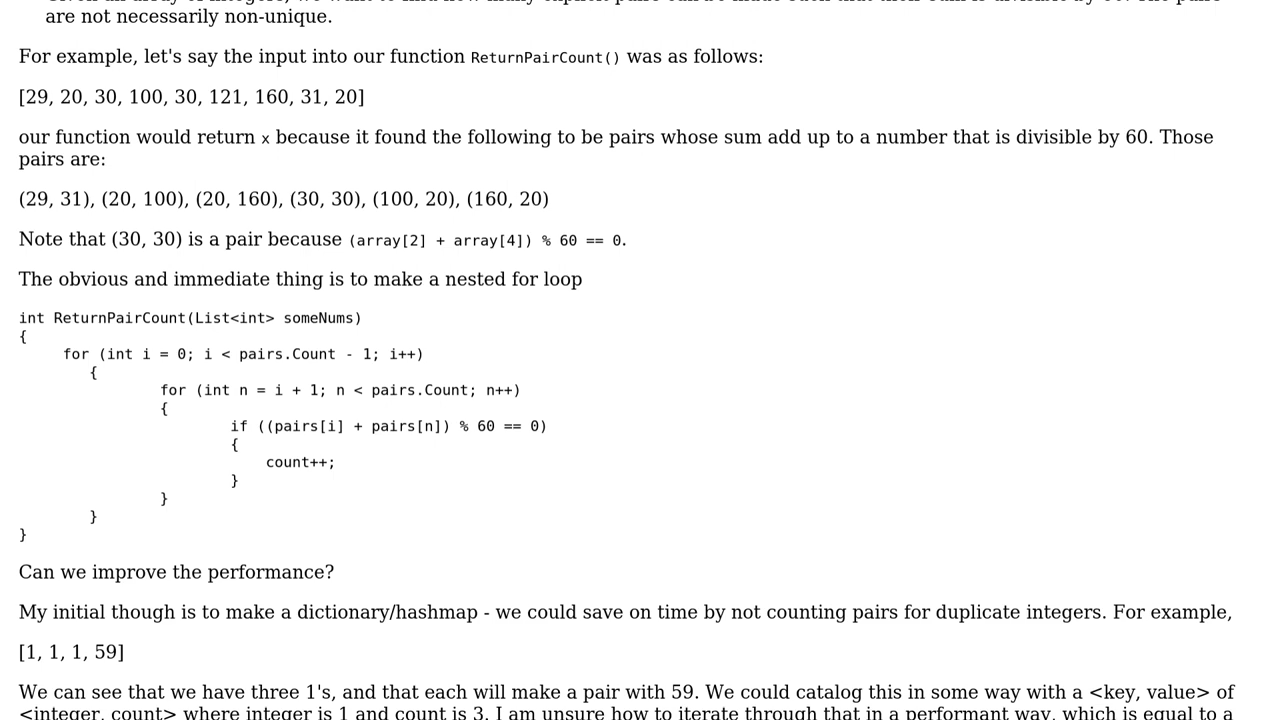 are not necessarily non-unique.
For example, let's say the input into our function ReturnPairCount() was as follows:
[29, 20, 30, 100, 30, 121, 160, 31, 20]
our function would return x because it found the following to be pairs whose sum add up to a number that is divisible by 60. Those
pairs are:
(29, 31), (20, 100), (20, 160), (30, 30), (100, 20), (160, 20)
Note that (30, 30) is a pair because (array[2] + array[4]) % 60 == 0.
The obvious and immediate thing is to make a nested for loop
int ReturnPairCount(List<int> someNums)
{
for (int i = 0; i < pairs.Count - 1; i++)
{
for (int n = i + 1; n < pairs.Count; n++)
{
if ((pairs[i] + pairs[n]) % 60 == 0)
{
count++;
}
}
}
}
Can we improve the performance?
My initial though is to make a dictionary/hashmap - we could save on time by not counting pairs for duplicate integers. For example,
[1, 1, 1, 59]
We can see that we have three 1's, and that each will make a pair with 59. We could catalog this in some way with a <key, value> of
<integer, count> where integer is 1 and count is 3. I am unsure how to iterate through that in a performant way, which is equal to a